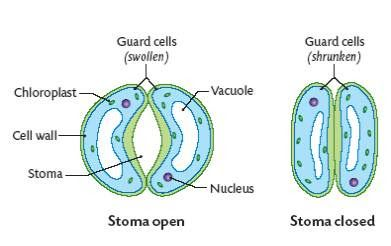 Guard cells
(swollen)
Guard cells
(shrunken)
Chloroplast
Vacuole
Cell wall
Stoma
Nucleus
Stoma open
Stoma closed